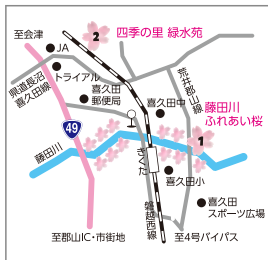 至会津
2
四季の里 緑水苑
JA
トライアル
県道長沼
喜久田線
喜久田
郵便局
喜久田中
荒井郡山線
藤田川
ふれあい桜
1
49
藤田川
きくた
喜久田小
喜久田
スポーツ広場
磐越西線
至郡山IC・市街地
至4号バイパス